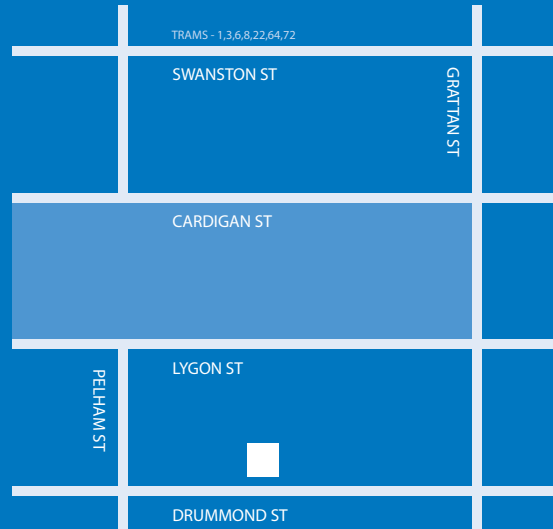 TRAMS - 1,3,6,8,22,64,72
SWANSTON ST
GRATTAN ST
CARDIGAN ST
LYGON ST
PELHAM ST
DRUMMOND ST